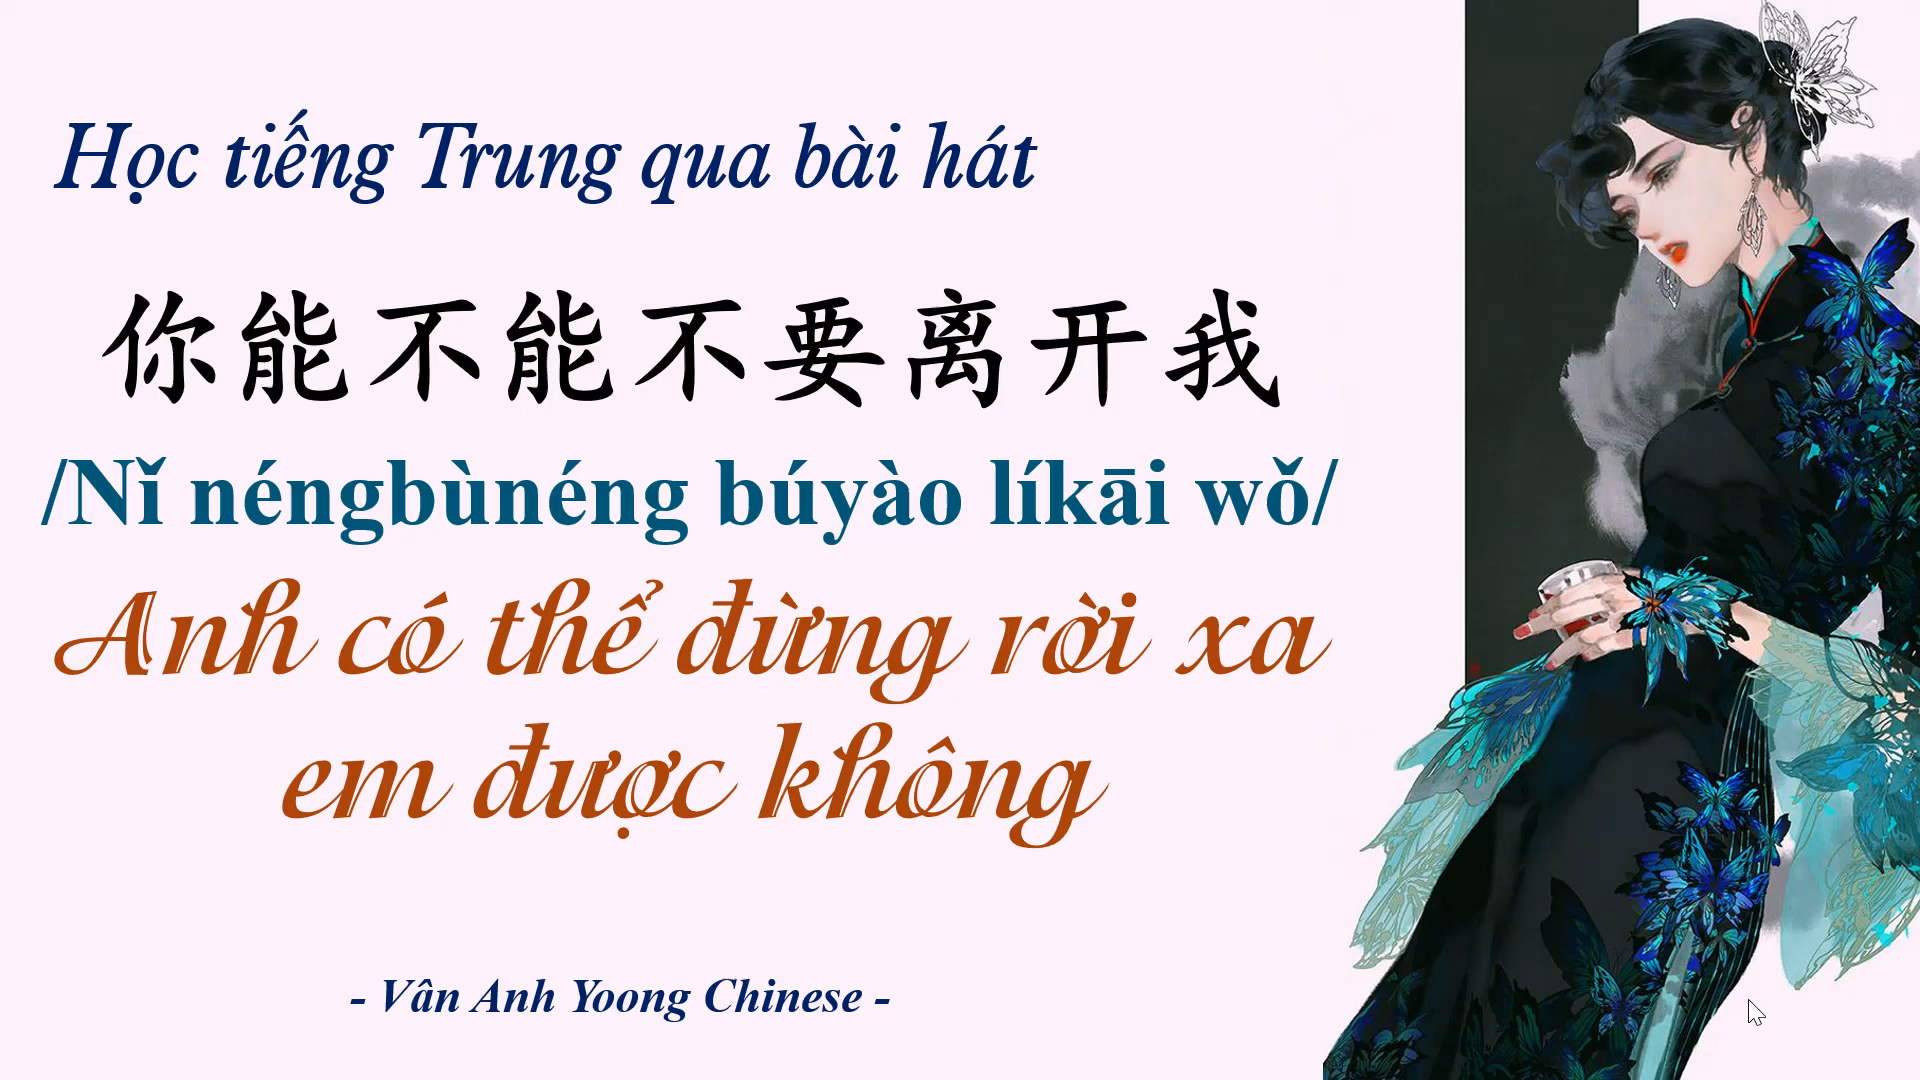 Học tiếng Trung qua bài hát
你能不能不要离开我
/Nǐ néngbùnéng búyào líkāi wǒ/
Anh có thể đừng rời xa
em được không
- Vân Anh Yoong Chinese -